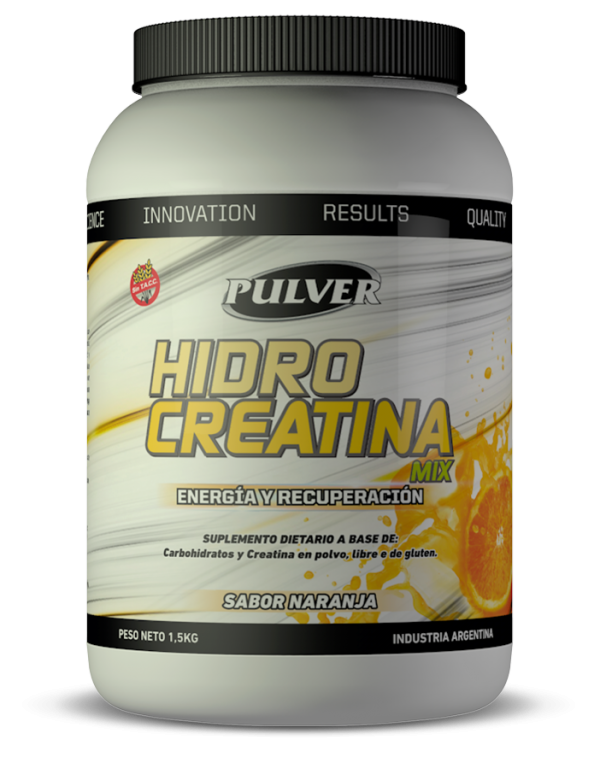 INNOVATION RESULTS QUALITY
Sin T.A.C.C.
PULVER
HIDRO
CREATINA
MIX
ENERGÍA Y RECUPERACIÓN
SUPLEMENTO DIETARIO A BASE DE:
Carbohidratos y Creatina en polvo, libre e de gluten.
SABOR NARANJA
PESO NETO 1,5KG INDUSTRIA ARGENTINA